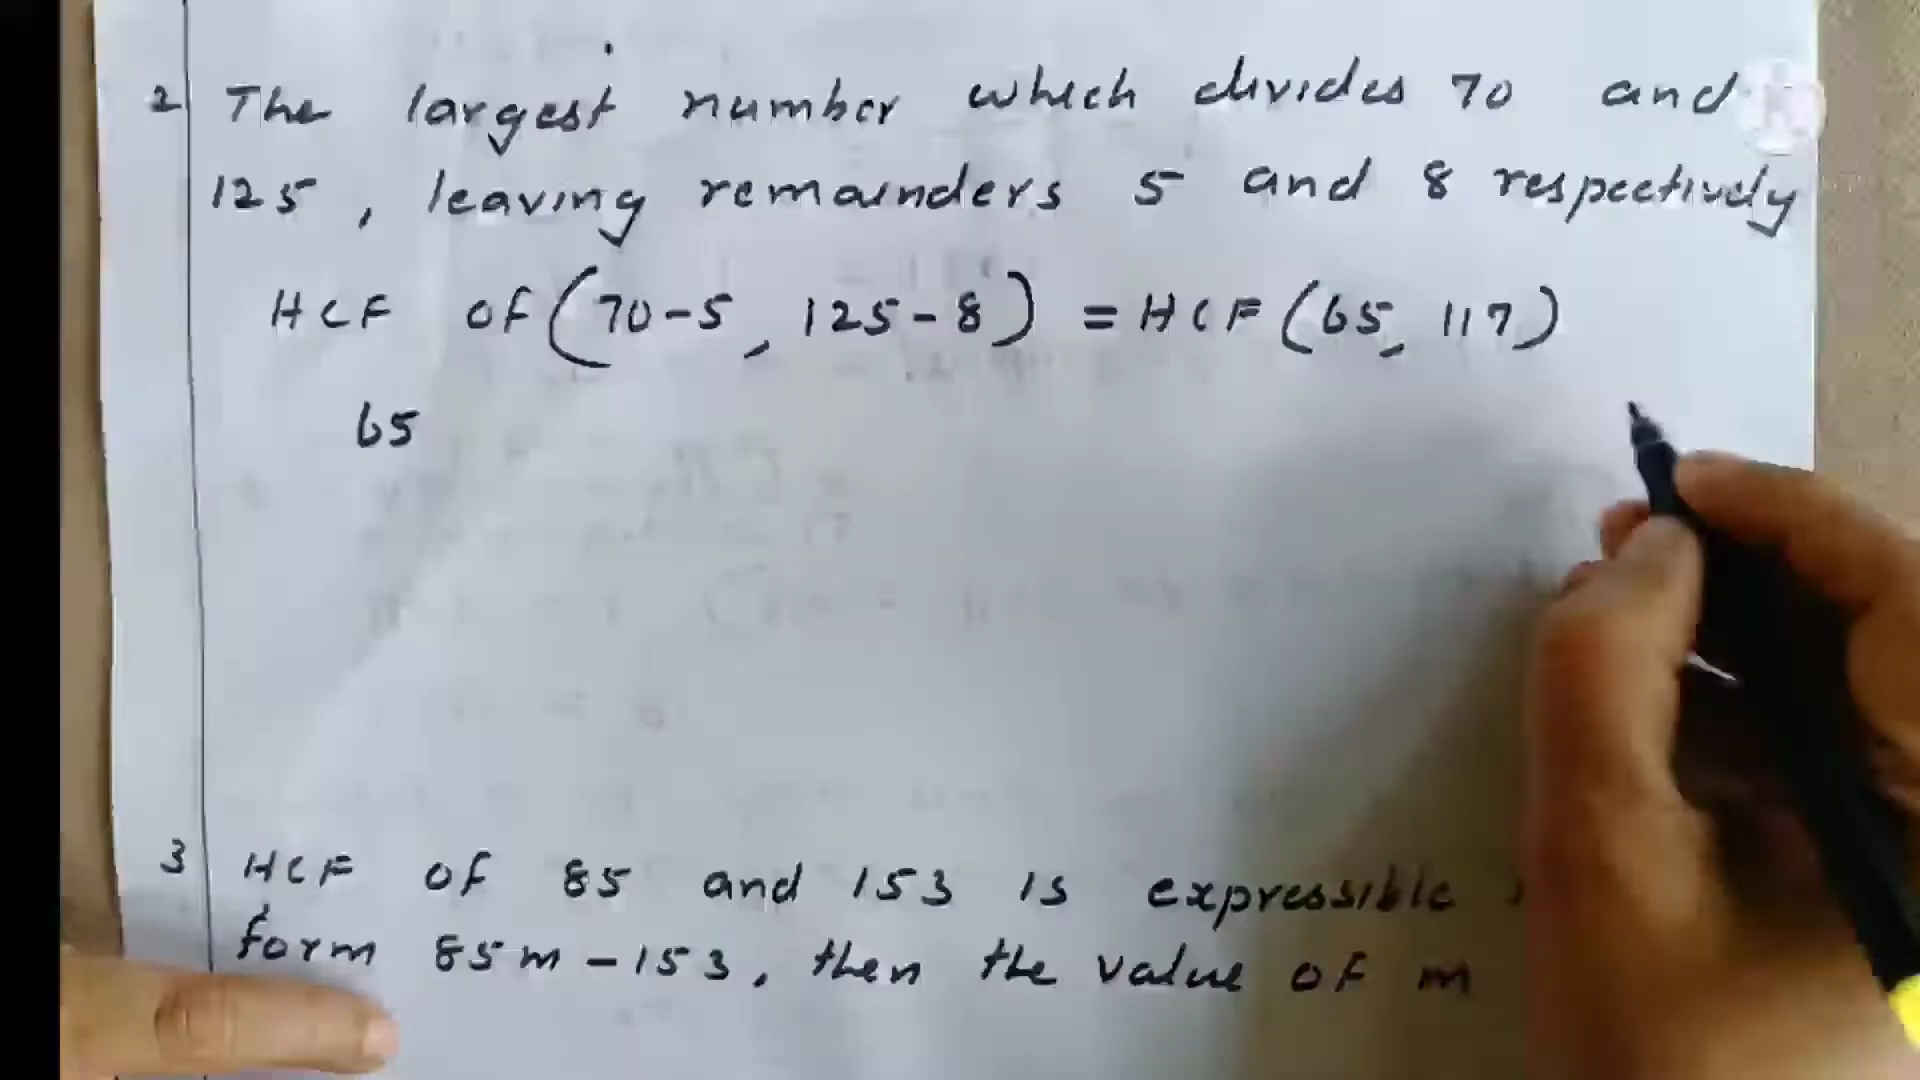 2 The largest number which divides 70 and
125, leaving remainders 5 and 8 respectively
HCF of (70-5, 125-8) = HCF (65, 117)
65
3 HCF of 85 and 153 is expressible
form 85m-153, then the value of m